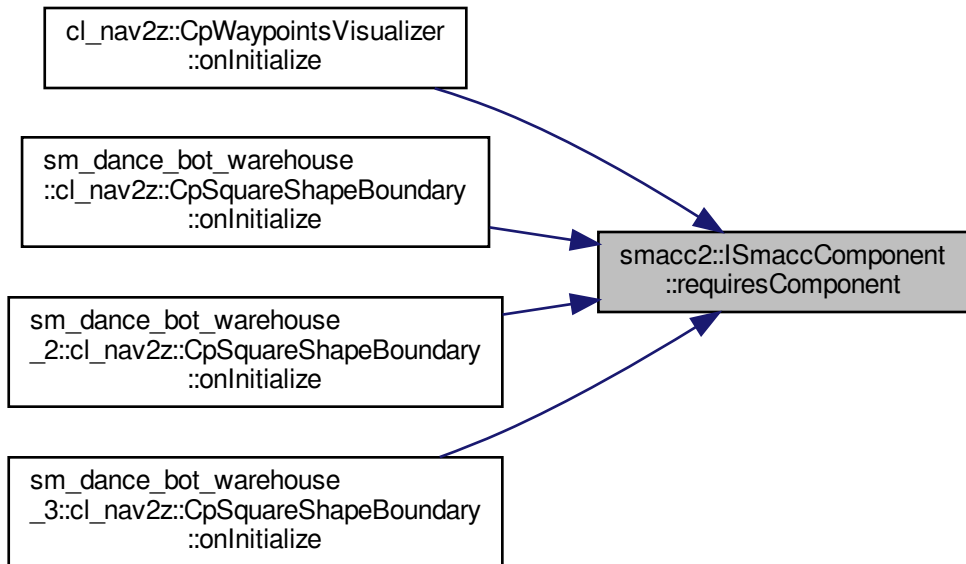 cl_nav2z::CpWaypointsVisualizer
::onInitialize
sm_dance_bot_warehouse
::cl_nav2z::CpSquareShapeBoundary
::onInitialize
smacc2::ISmaccComponent
::requiresComponent
sm_dance_bot_warehouse
_2::cl_nav2z::CpSquareShapeBoundary
::onInitialize
sm_dance_bot_warehouse
_3::cl_nav2z::CpSquareShapeBoundary
::onInitialize